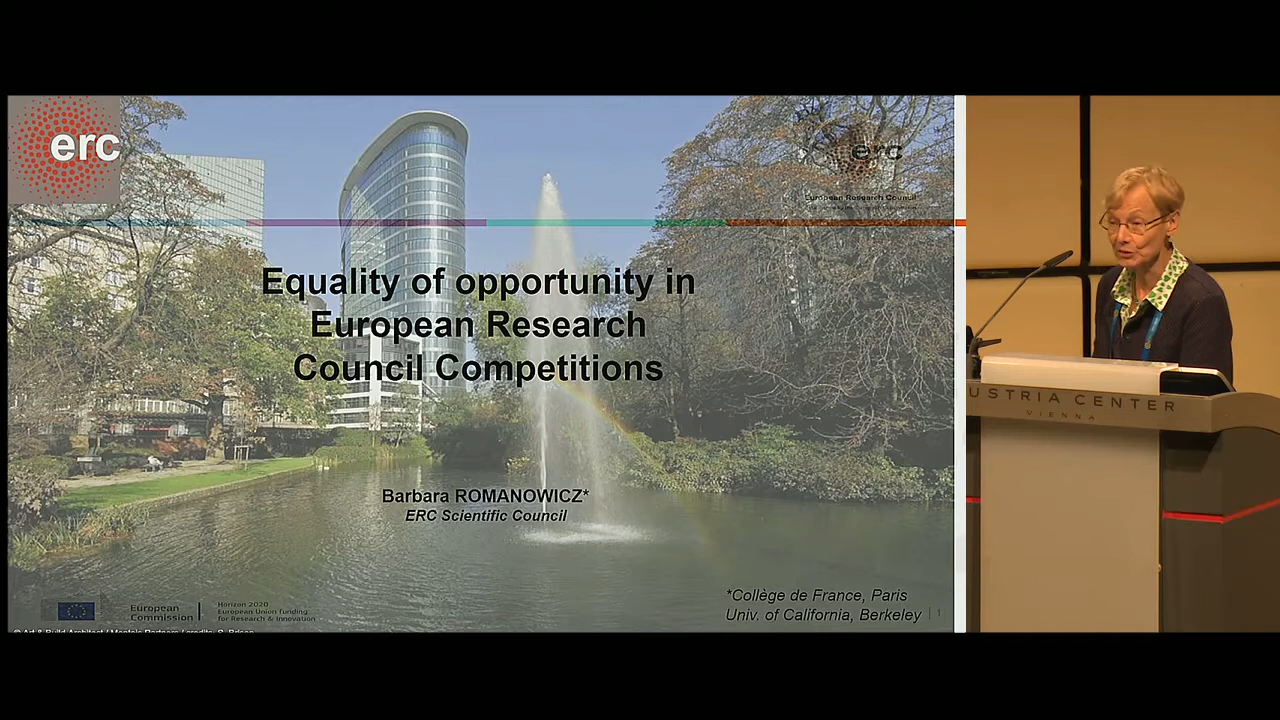 erc
erc
European Research Council
Equality of opportunity in
European Research
Council Competitions
Barbara ROMANOWICZ*
ERC Scientific Council
*Collège de France, Paris
Univ. of California, Berkeley | 1
European
Commission
Horizon 2020
European Union funding
for Research & Innovation
USTRIA CENTER
VIENNA